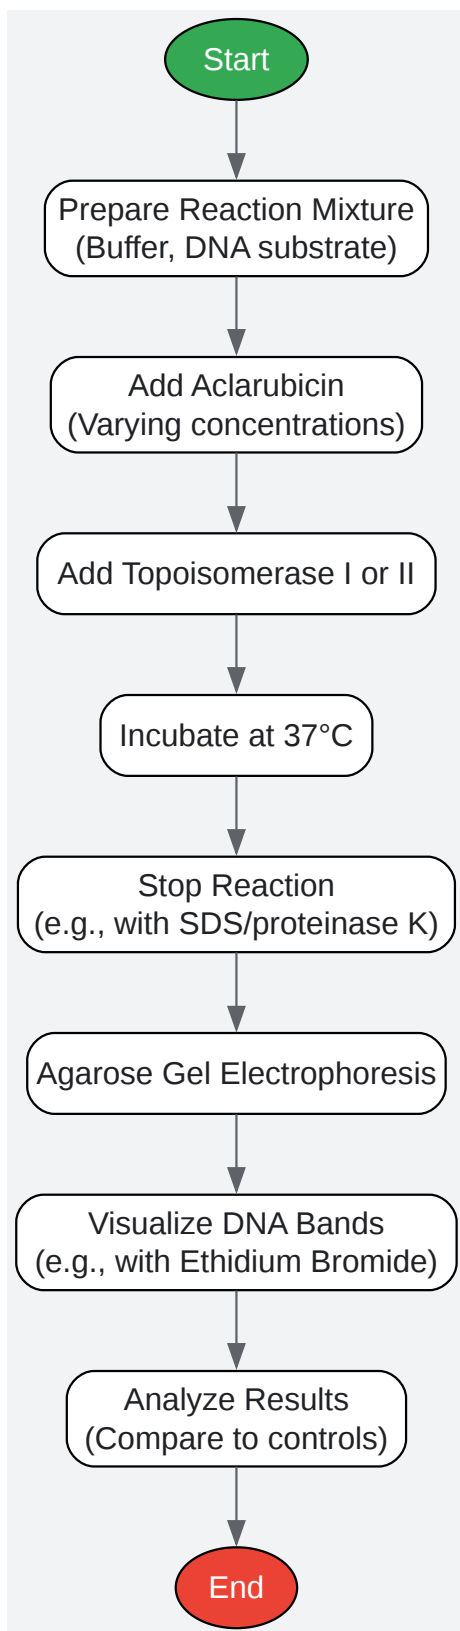 Start
Prepare Reaction Mixture
(Buffer, DNA substrate)
Add Aclarubicin
(Varying concentrations)
Add Topoisomerase I or II
Incubate at 37°C
Stop Reaction
(e.g., with SDS/proteinase K)
Agarose Gel Electrophoresis
Visualize DNA Bands
(e.g., with Ethidium Bromide)
Analyze Results
(Compare to controls)
End